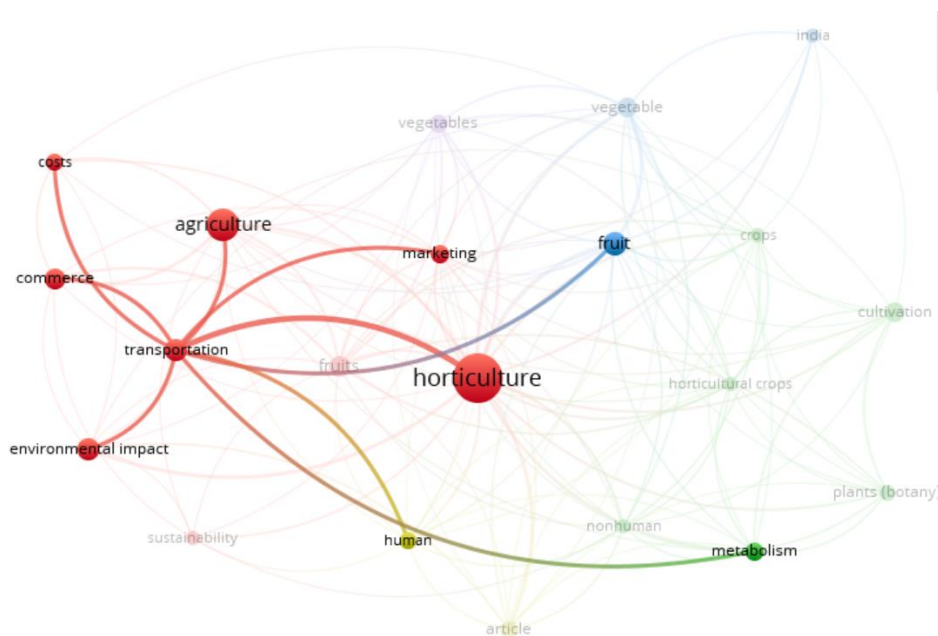 india
vegetable
vegetables
costs
agriculture
crops
fruit
marketing
commerce
cultivation
transportation
fruits
horticulture
horticultural crops
environmental impact
plants (botany)
nonhuman
sustainability
human
metabolism
article